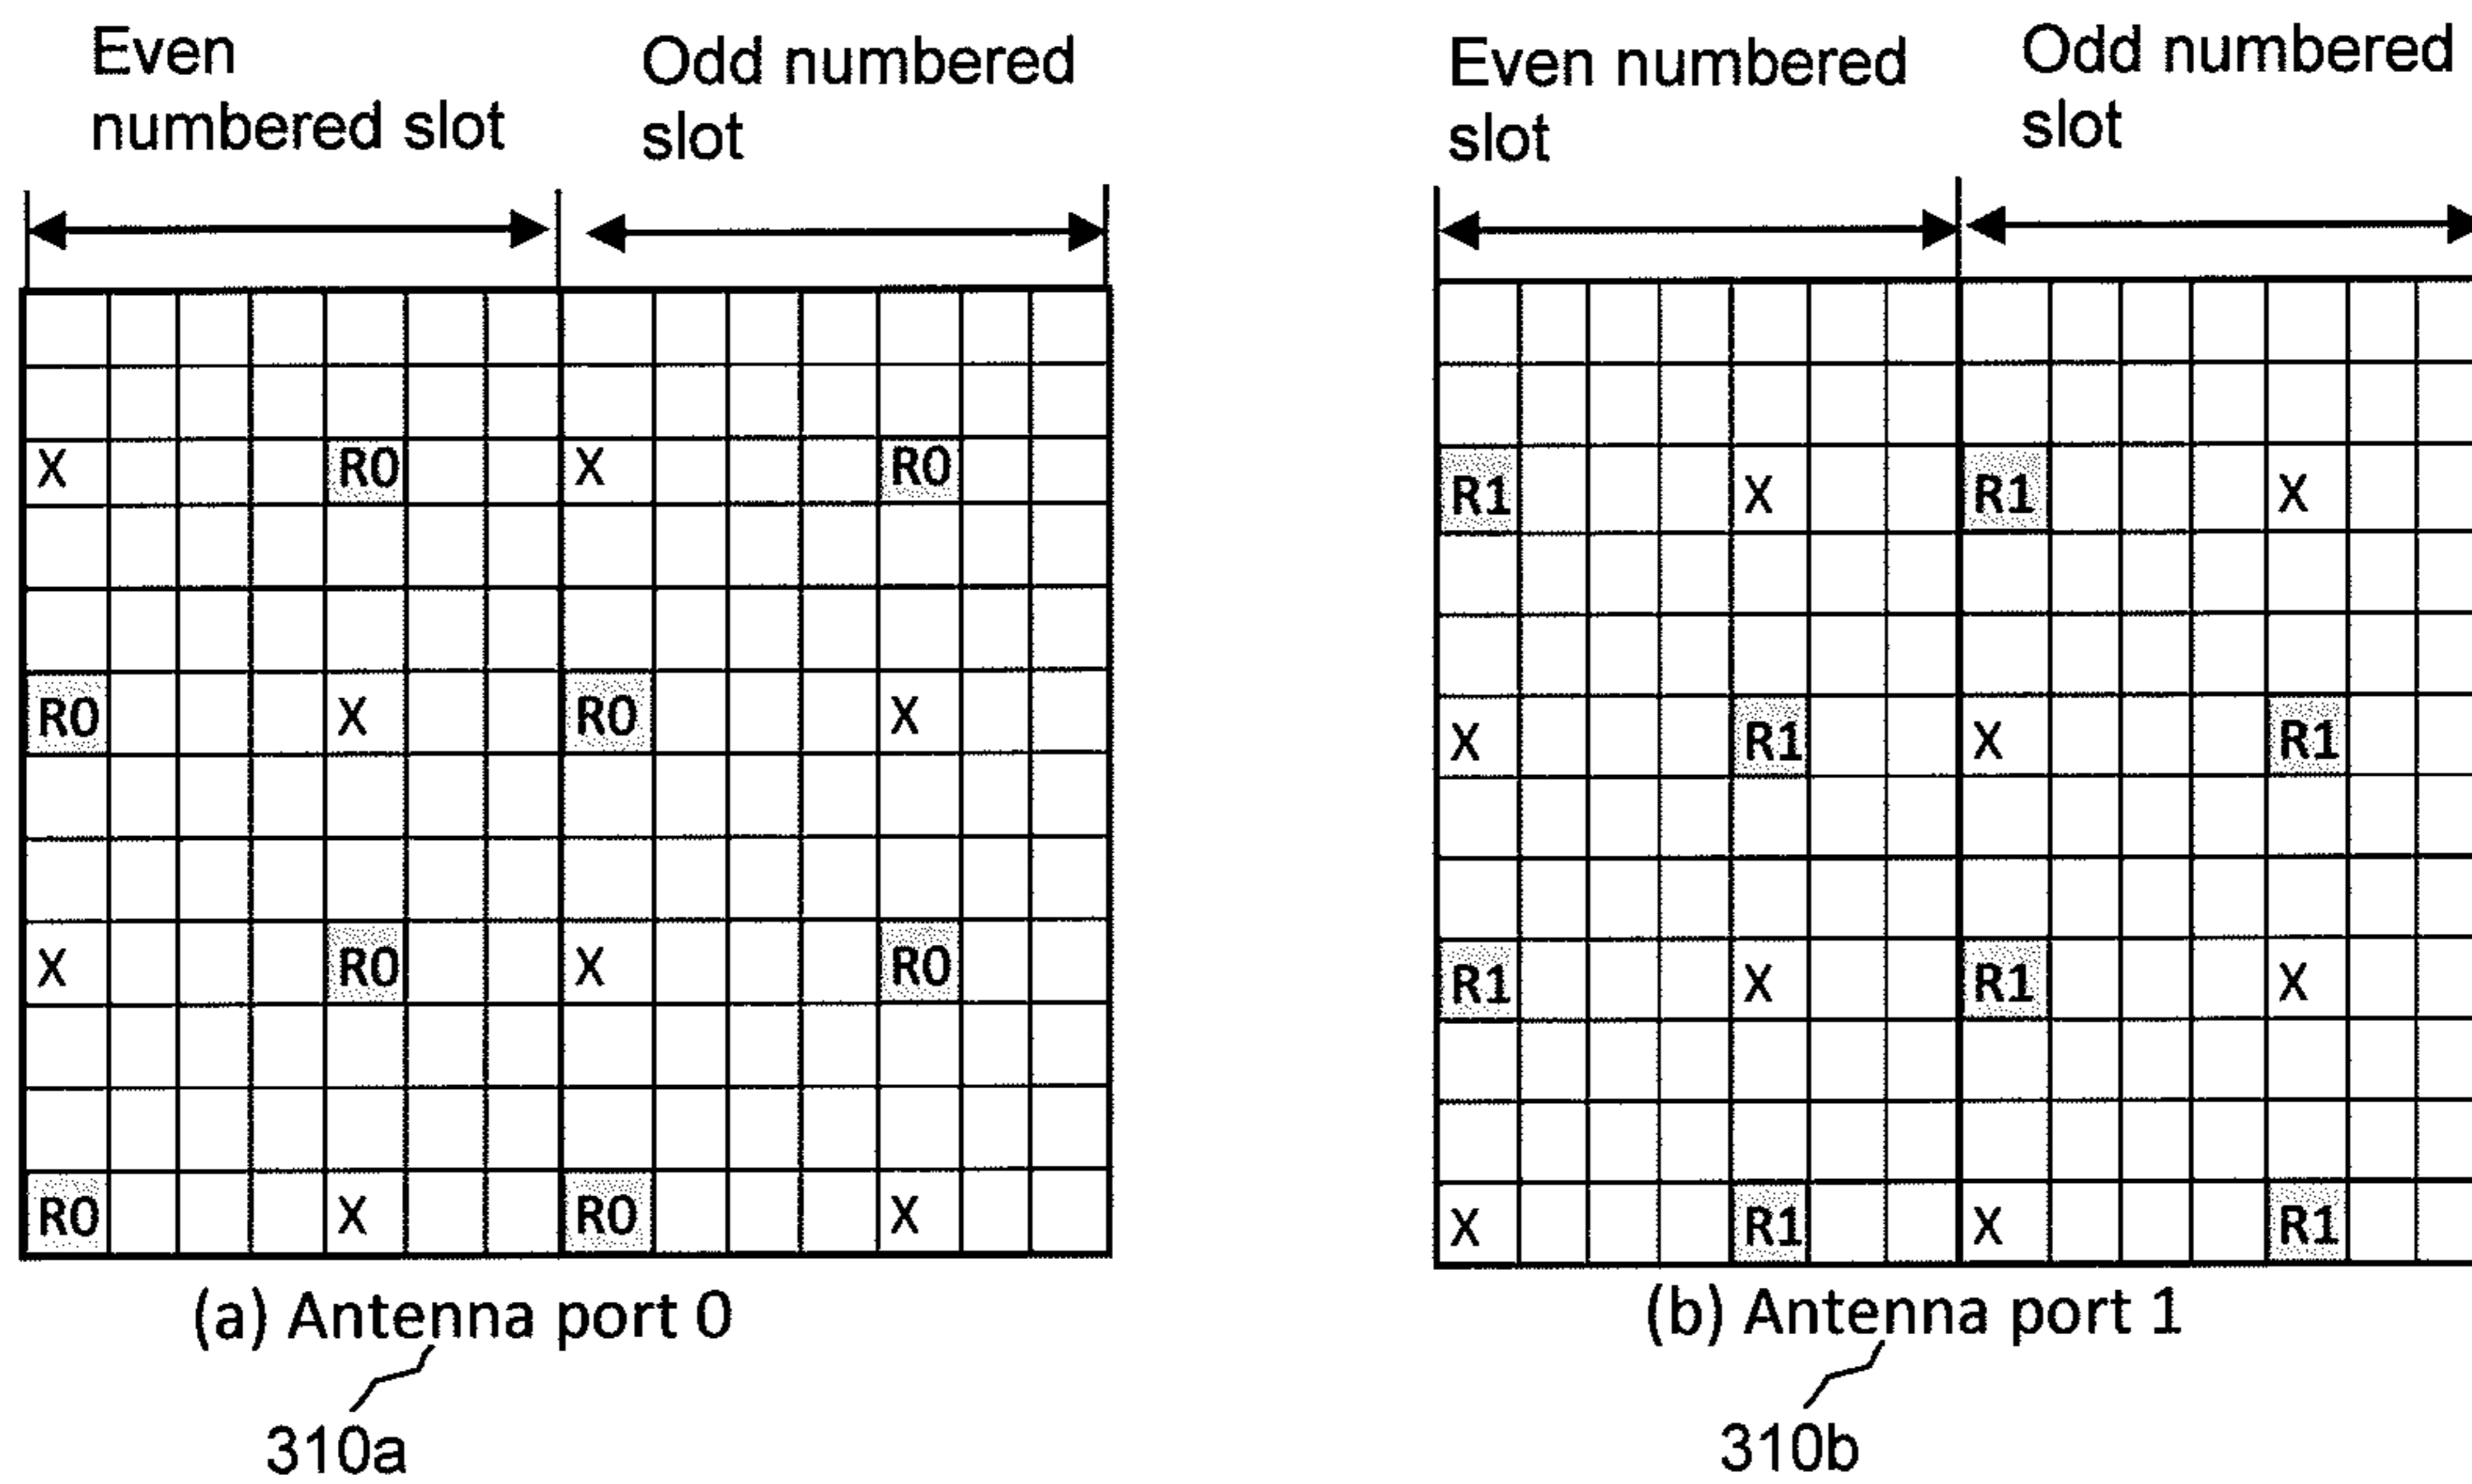 Even
numbered slot
Odd numbered
slot
X R0 X R0
R0 X R0 X
X R0 X R0
R0 X R0 X
(a) Antenna port 0
310a
Even numbered
slot
Odd numbered
slot
R1 X R1 X
X R1 X R1
R1 X R1 X
X R1 X R1
(b) Antenna port 1
310b